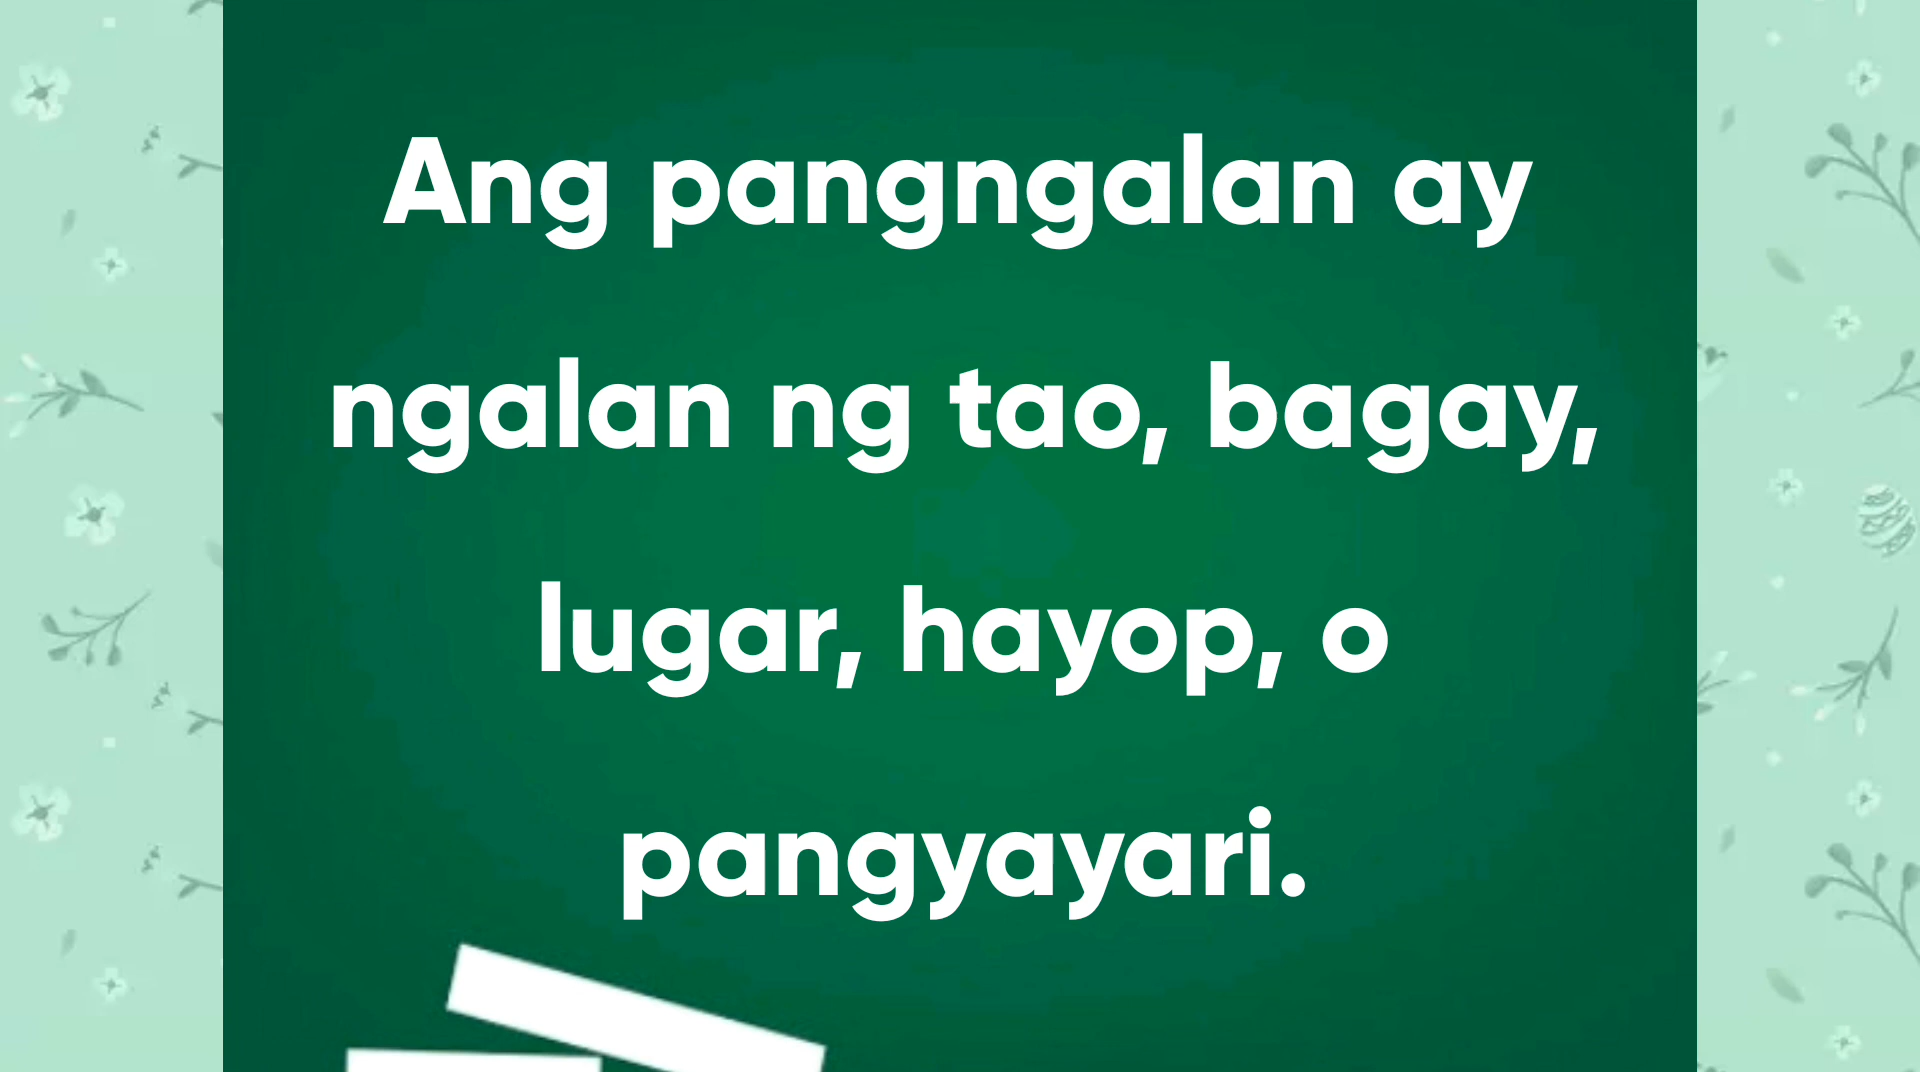 Ang pangngalan ay
ngalan ng tao, bagay,
lugar, hayop, o
pangyayari.